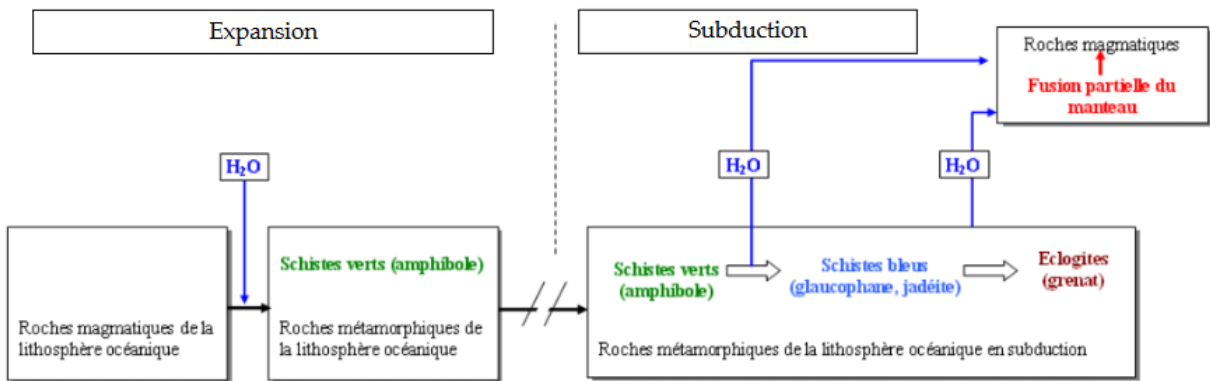 Expansion
Subduction
Roches magmatiques
Fusion partielle du
manteau
H₂O
H₂O
H₂O
Roches magmatiques de la
lithosphère océanique
Schistes verts (amphibole)
Roches métamorphiques de
la lithosphère océanique
Schistes verts
(amphibole)
Schistes bleus
(glaucophane, jadéite)
Eclogites
(grenat)
Roches métamorphiques de la lithosphère océanique en subduction